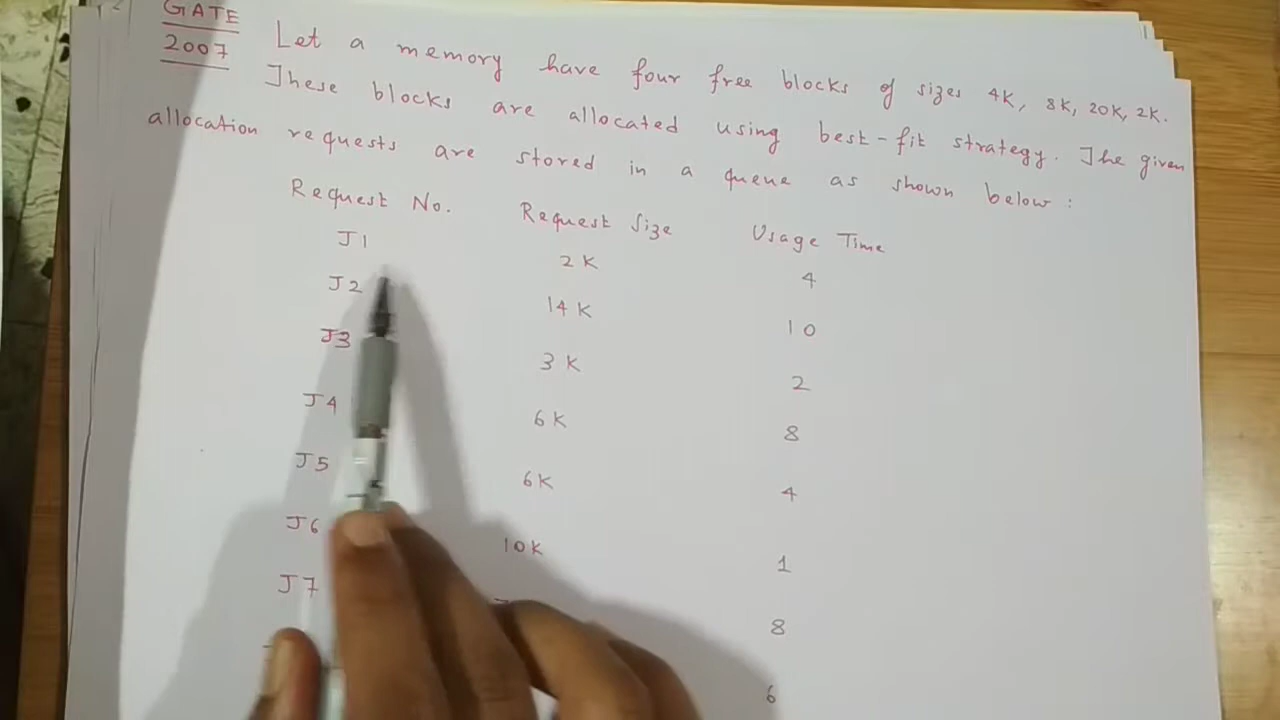 GATE
2007
Let a memory have four free blocks of sizes 4K, 8K, 20K, 2K.
These blocks are allocated using best-fit strategy. The given
allocation requests are stored in a queue as shown below:
Request No. Request Size Usage Time
J1 2K 4
J2 14K 10
J3 3K 2
J4 6K 8
J5 6K 4
J6 10K 1
J7 8
6